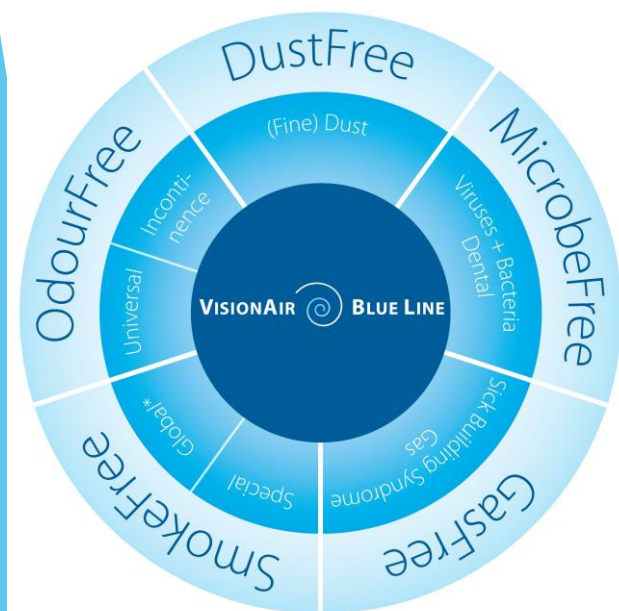 DustFree
(Fine) Dust
MicrobeFree
Viruses + Bacteria
Dental
GasFree
Sick Building Syndrome
Gas
SmokeFree
Special
Global*
OdourFree
Universal
Inconti-
nence
VISIONAIR BLUE LINE